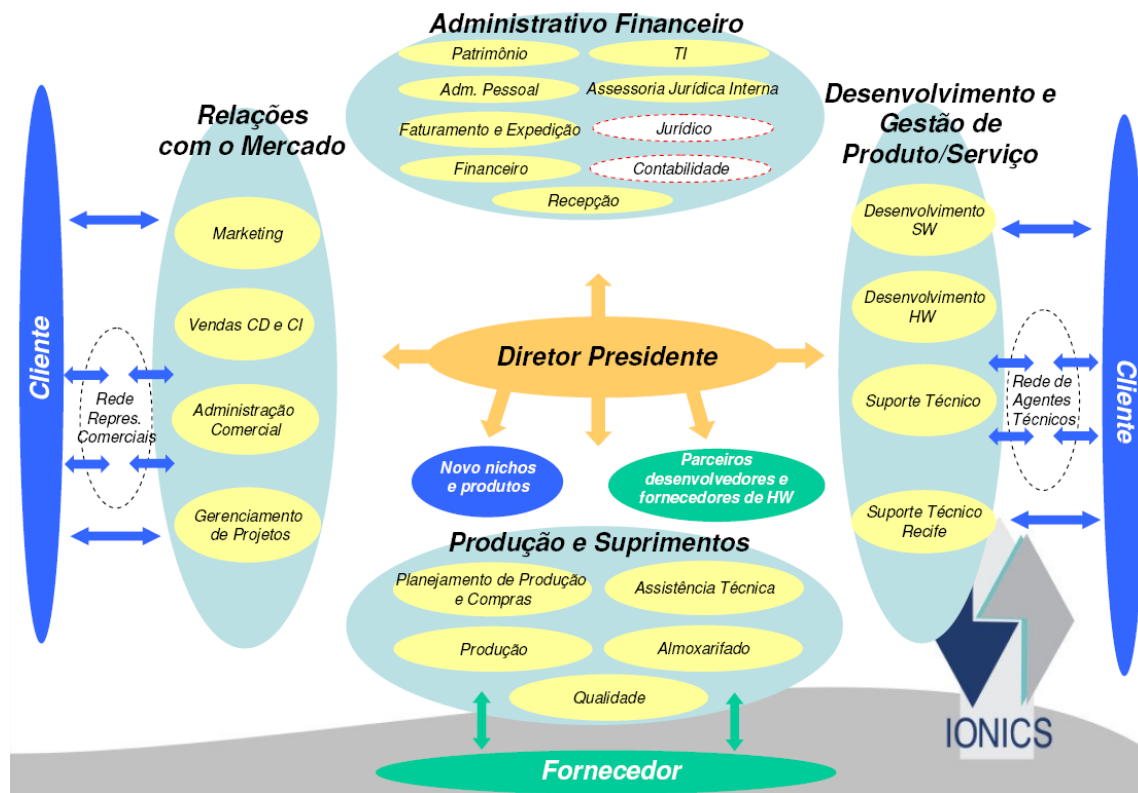 Administrativo Financeiro
Patrimônio
TI
Adm. Pessoal
Assessoria Jurídica Interna
Faturamento e Expedição
Jurídico
Financeiro
Contabilidade
Recepção
Relações
com o Mercado
Marketing
Vendas CD e CI
Administração
Comercial
Gerenciamento
de Projetos
Cliente
Rede
Repres.
Comerciais
Desenvolvimento e
Gestão de
Produto/Serviço
Desenvolvimento
SW
Desenvolvimento
HW
Suporte Técnico
Suporte Técnico
Recife
Rede de
Agentes
Técnicos
Cliente
Diretor Presidente
Novo nichos
e produtos
Parceiros
desenvolvedores e
fornecedores de HW
Produção e Suprimentos
Planejamento de Produção
e Compras
Assistência Técnica
Produção
Almoxarifado
Qualidade
Fornecedor
IONICS